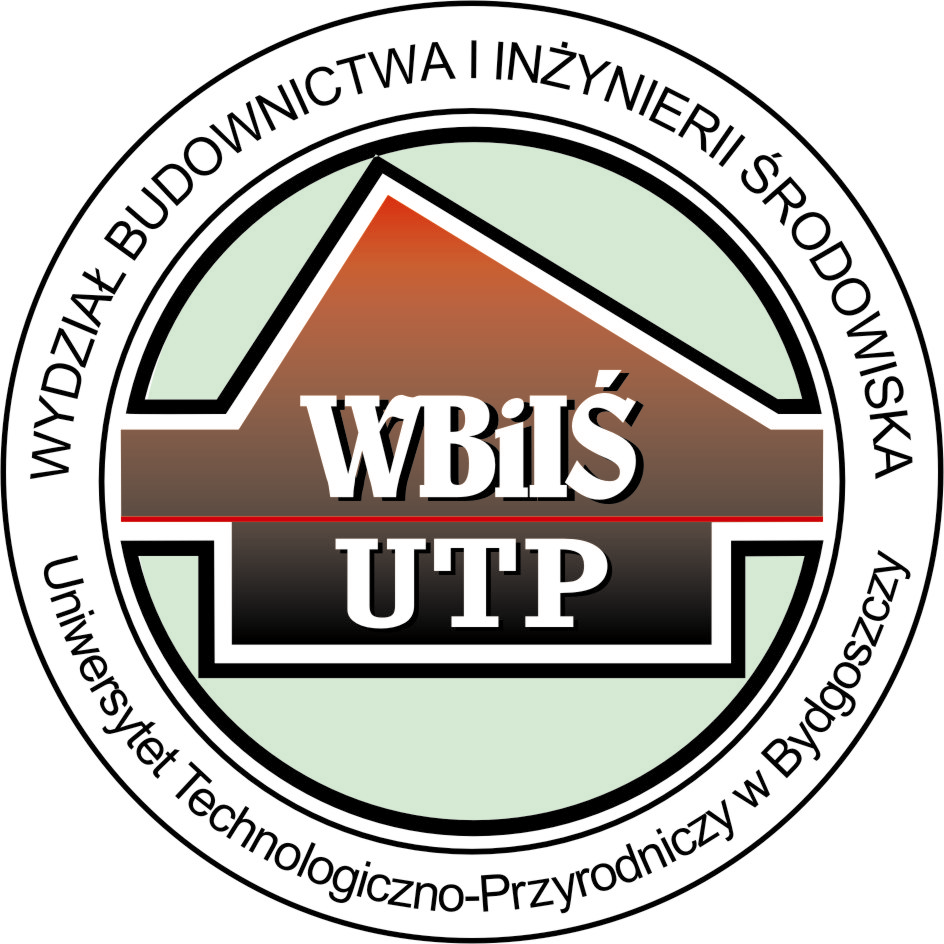 WYDZIAŁ BUDOWNICTWA I INŻYNIERII ŚRODOWISKA
WBiIŚ
UTP
Uniwersytet Technologiczno-Przyrodniczy w Bydgoszczy